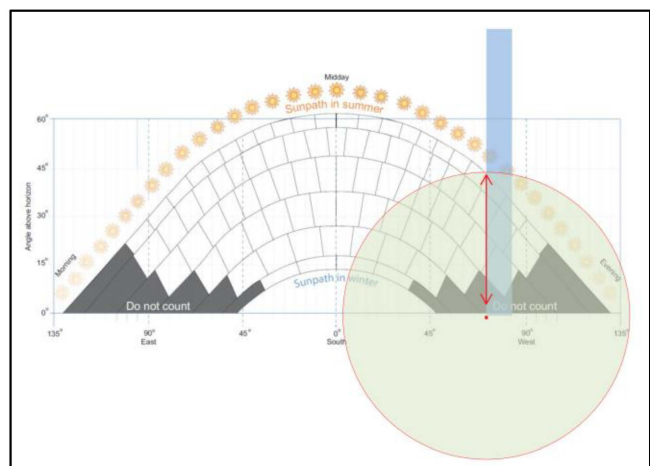 Midday
Sunpath in summer
60°
45°
30°
15°
0°
Angle above horizon
Morning
Evening
Sunpath in winter
Do not count
Do not count
135°
90°
45°
0°
45°
90°
135°
East
South
West